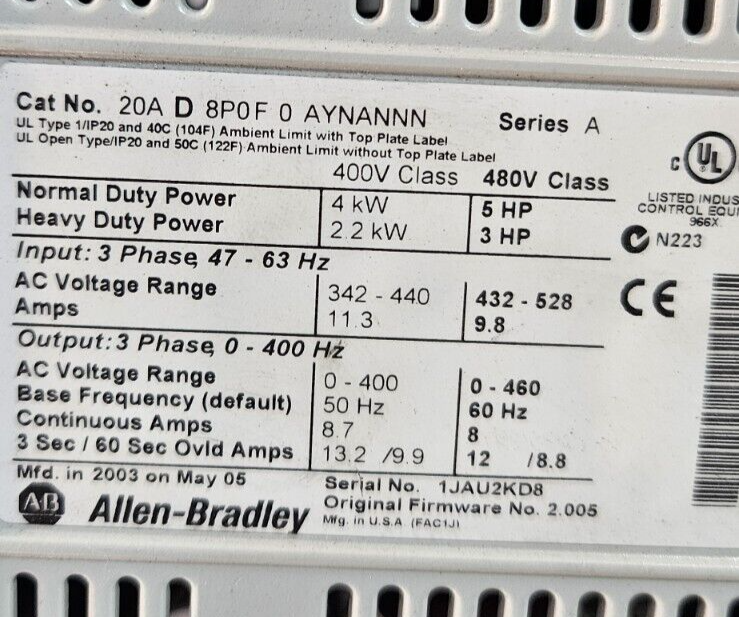 Cat No. 20A D 8P0F 0 AYNANNN Series A
UL Type 1/IP20 and 40C (104F) Ambient Limit with Top Plate Label
UL Open Type/IP20 and 50C (122F) Ambient Limit without Top Plate Label
400V Class 480V Class
Normal Duty Power 4 kW 5 HP
Heavy Duty Power 2.2 kW 3 HP
Input: 3 Phase, 47 - 63 Hz
AC Voltage Range 342 - 440 432 - 528
Amps 11.3 9.8
Output: 3 Phase, 0 - 400 Hz
AC Voltage Range 0 - 400 0 - 460
Base Frequency (default) 50 Hz 60 Hz
Continuous Amps 8.7 8
3 Sec / 60 Sec Ovld Amps 13.2 /9.9 12 /8.8
Mfd. in 2003 on May 05 Serial No. 1JAU2KD8
AB Allen-Bradley Original Firmware No. 2.005
Mfg. in U.S.A. (FAC1J)
C UL ®
LISTED INDUS
CONTROL EQUI
966X
N223
CE